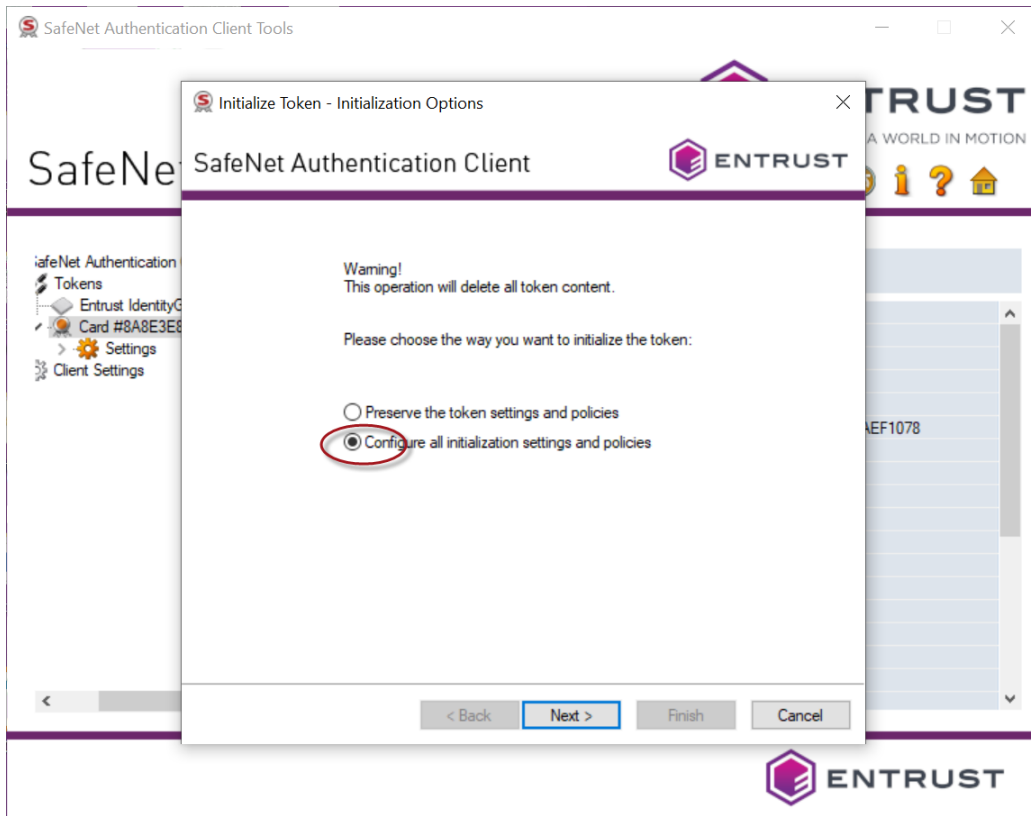 SafeNet Authentication Client Tools
Initialize Token - Initialization Options
TRUST
A WORLD IN MOTION
SafeNe
SafeNet Authentication Client
ENTRUST
afeNet Authentication
Tokens
Entrust Identity
Card #8A8E3E8
Settings
Client Settings
Warning!
This operation will delete all token content.
Please choose the way you want to initialize the token:
Preserve the token settings and policies
Configure all initialization settings and policies
AEF1078
< Back
Next >
Finish
Cancel
ENTRUST